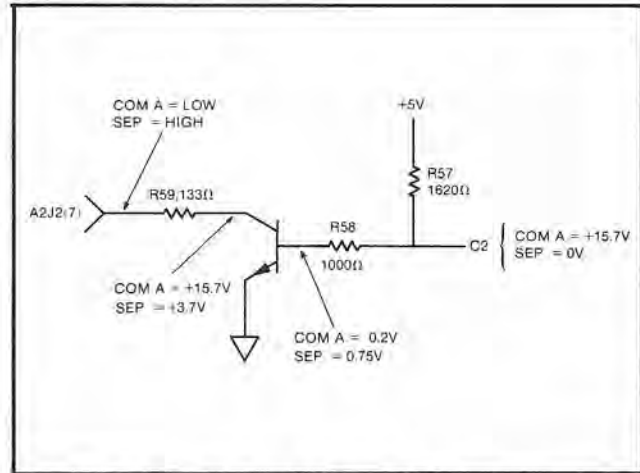 COM A = LOW
SEP = HIGH
+5V
A2J2(7)
R59,133Ω
R57
1620Ω
R58
1000Ω
C2
COM A = +15.7V
SEP = 0V
COM A = +15.7V
SEP = +3.7V
COM A = 0.2V
SEP = 0.75V